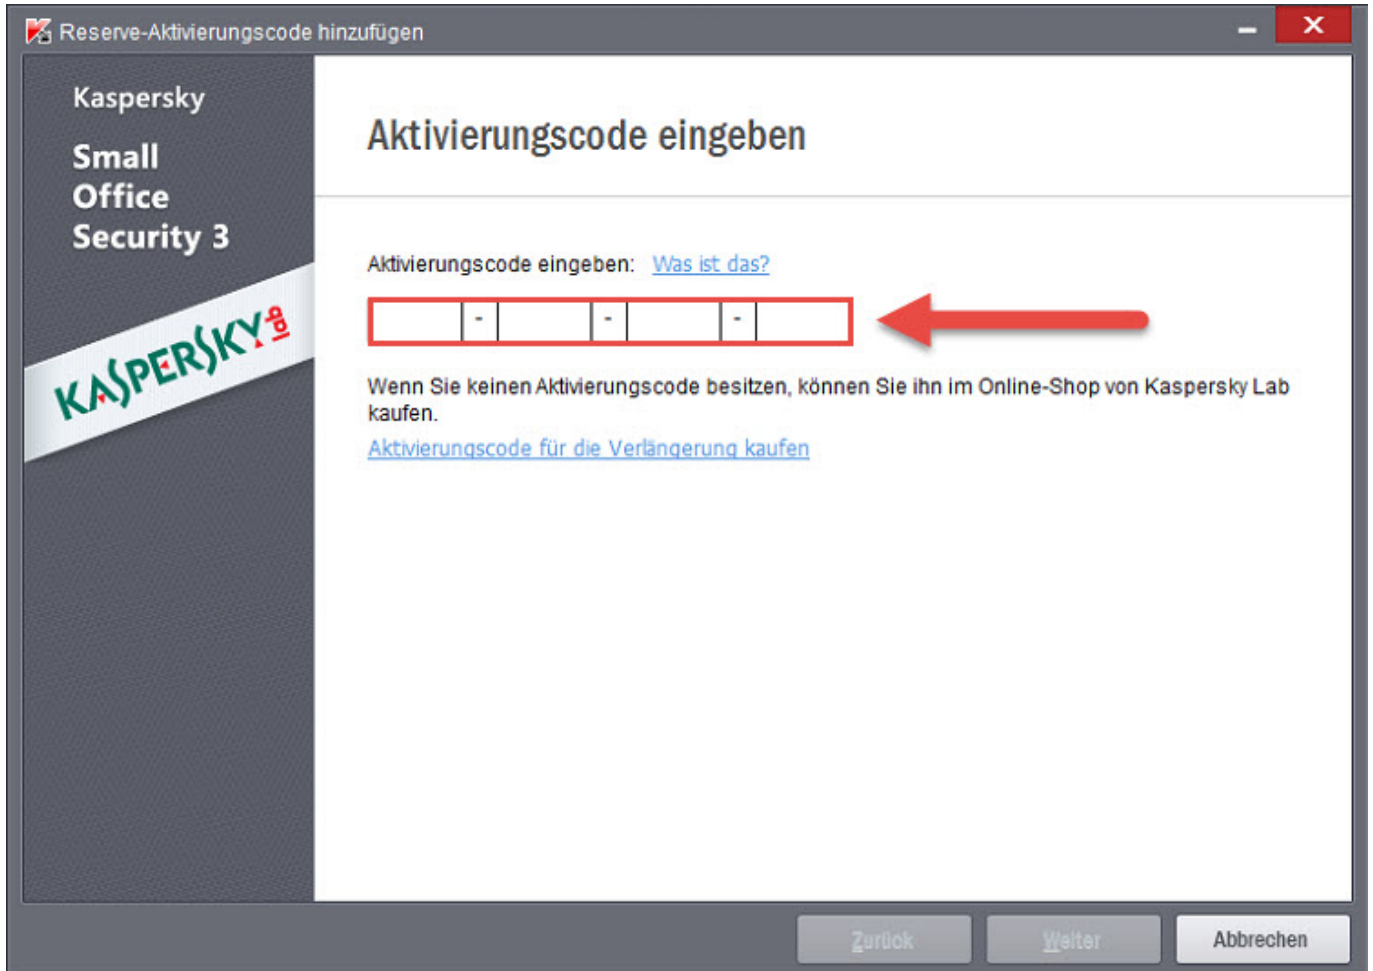 Reserve-Aktivierungscode hinzufügen
Kaspersky
Small
Office
Security 3
KASPERSKY lab
Aktivierungscode eingeben
Aktivierungscode eingeben: Was ist das?
- - -
Wenn Sie keinen Aktivierungscode besitzen, können Sie ihn im Online-Shop von Kaspersky Lab
kaufen.
Aktivierungscode für die Verlängerung kaufen
Zurück Weiter Abbrechen